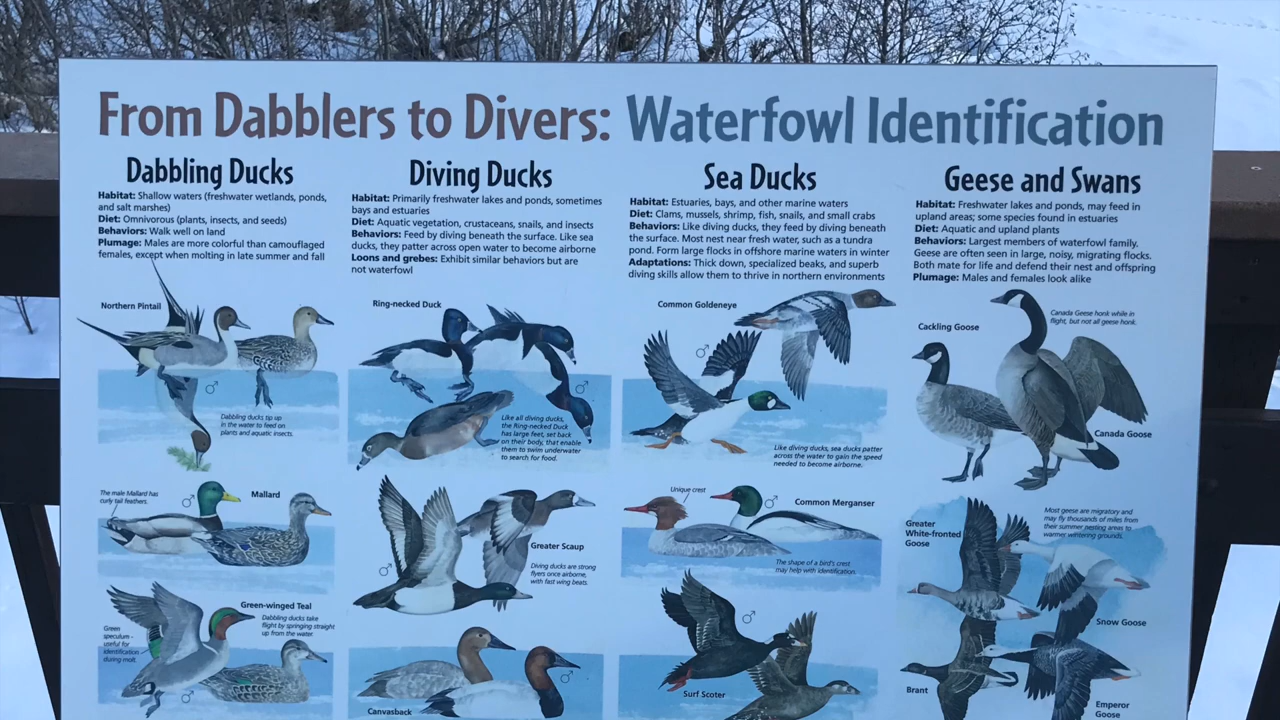 From Dabblers to Divers: Waterfowl Identification
Dabbling Ducks
Habitat: Shallow waters (freshwater wetlands, ponds,
and salt marshes)
Diet: Omnivorous (plants, insects, and seeds)
Behaviors: Walk well on land
Plumage: Males are more colorful than camouflaged
females, except when molting in late summer and fall
Northern Pintail
♂
Dabbling ducks tip up
in the water to feed on
plants and aquatic insects.
The male Mallard has
curly tail feathers.
♂
Mallard
Green-winged Teal
Dabbling ducks take
flight by springing straight
up from the water.
Green
speculum -
useful for
identification
during molt.
♂
Diving Ducks
Habitat: Primarily freshwater lakes and ponds, sometimes
bays and estuaries
Diet: Aquatic vegetation, crustaceans, snails, and insects
Behaviors: Feed by diving beneath the surface. Like sea
ducks, they patter across open water to become airborne
Loons and grebes: Exhibit similar behaviors but are
not waterfowl
Ring-necked Duck
♂
Like all diving ducks,
the Ring-necked Duck
has large feet, set back
on their body, that enable
them to swim underwater
to search for food.
Greater Scaup
♂
Diving ducks are strong
flyers once airborne,
with fast wing beats.
♂
Canvasback
Sea Ducks
Habitat: Estuaries, bays, and other marine waters
Diet: Clams, mussels, shrimp, fish, snails, and small crabs
Behaviors: Like diving ducks, they feed by diving beneath
the surface. Most nest near fresh water, such as a tundra
pond. Form large flocks in offshore marine waters in winter
Adaptations: Thick down, specialized beaks, and superb
diving skills allow them to thrive in northern environments
Common Goldeneye
♂
Like diving ducks, sea ducks patter
across the water to gain the speed
needed to become airborne.
Unique crest
♂
Common Merganser
The shape of a bird's crest
may help with identification.
♂
Surf Scoter
Geese and Swans
Habitat: Freshwater lakes and ponds, may feed in
upland areas; some species found in estuaries
Diet: Aquatic and upland plants
Behaviors: Largest members of waterfowl family.
Geese are often seen in large, noisy, migrating flocks.
Both mate for life and defend their nest and offspring
Plumage: Males and females look alike
Cackling Goose
Canada Geese honk while in
flight, but not all geese honk.
Canada Goose
Greater
White-fronted
Goose
Most geese are migratory and
may fly thousands of miles from
their summer nesting areas to
warmer wintering grounds.
Snow Goose
Brant
Emperor
Goose